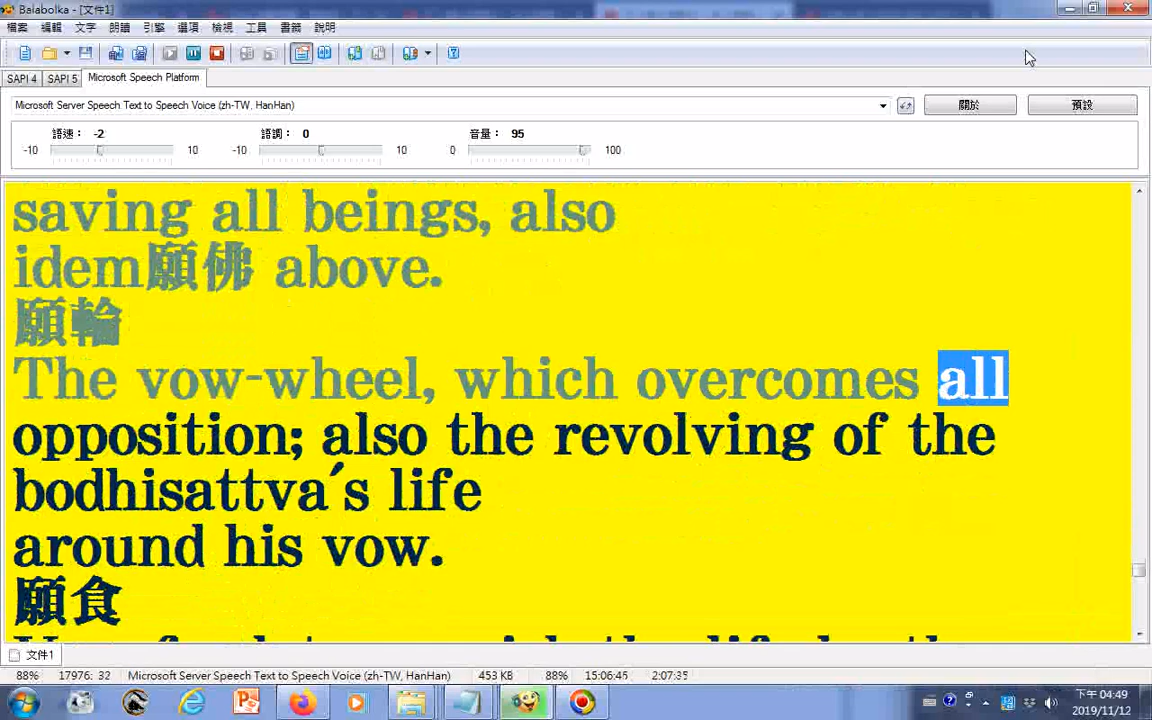 Balabolka - [文件1]
檔案 編輯 文字 朗讀 引擎 選項 檢視 工具 書籤 說明
SAPI 4 SAPI 5 Microsoft Speech Platform
Microsoft Server Speech Text to Speech Voice (zh-TW, HanHan) 關於 預設
語速： -2 語調： 0 音量： 95
-10 10 -10 10 0 100
saving all beings, also
idem願佛 above.
願輪
The vow-wheel, which overcomes all
opposition; also the revolving of the
bodhisattva´s life
around his vow.
願食
文件1
88% 17976: 32 Microsoft Server Speech Text to Speech Voice (zh-TW, HanHan) 453 KB 88% 15:06:45 2:07:35
下午 04:49
2019/11/12